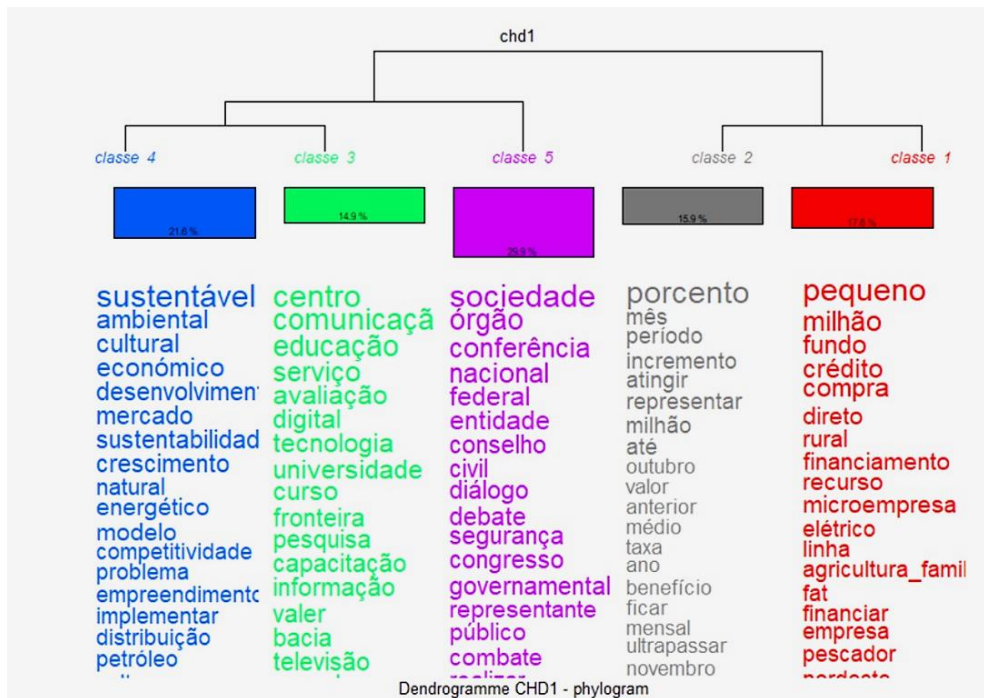 chd1
classe 4
classe 3
classe 5
classe 2
classe 1
21.6 %
14.9 %
29.9 %
15.9 %
sustentável
ambiental
cultural
económico
desenvolvimen
mercado
sustentabilidad
crescimento
natural
energético
modelo
competitividade
problema
empreendimento
implementar
distribuição
petróleo
centro
comunicaçã
educação
serviço
avaliação
digital
tecnologia
universidade
curso
fronteira
pesquisa
capacitação
informação
valer
bacia
televisão
sociedade
órgão
conferência
nacional
federal
entidade
conselho
civil
diálogo
debate
segurança
congresso
governamental
representante
público
combate
porcento
mês
período
incremento
atingir
representar
milhão
até
outubro
valor
anterior
médio
taxa
ano
benefício
ficar
mensal
ultrapassar
novembro
pequeno
milhão
fundo
crédito
compra
direto
rural
financiamento
recurso
microempresa
elétrico
linha
agricultura_famil
fat
financiar
empresa
pescador
nordeste
Dendrogramme CHD1 - phylogram